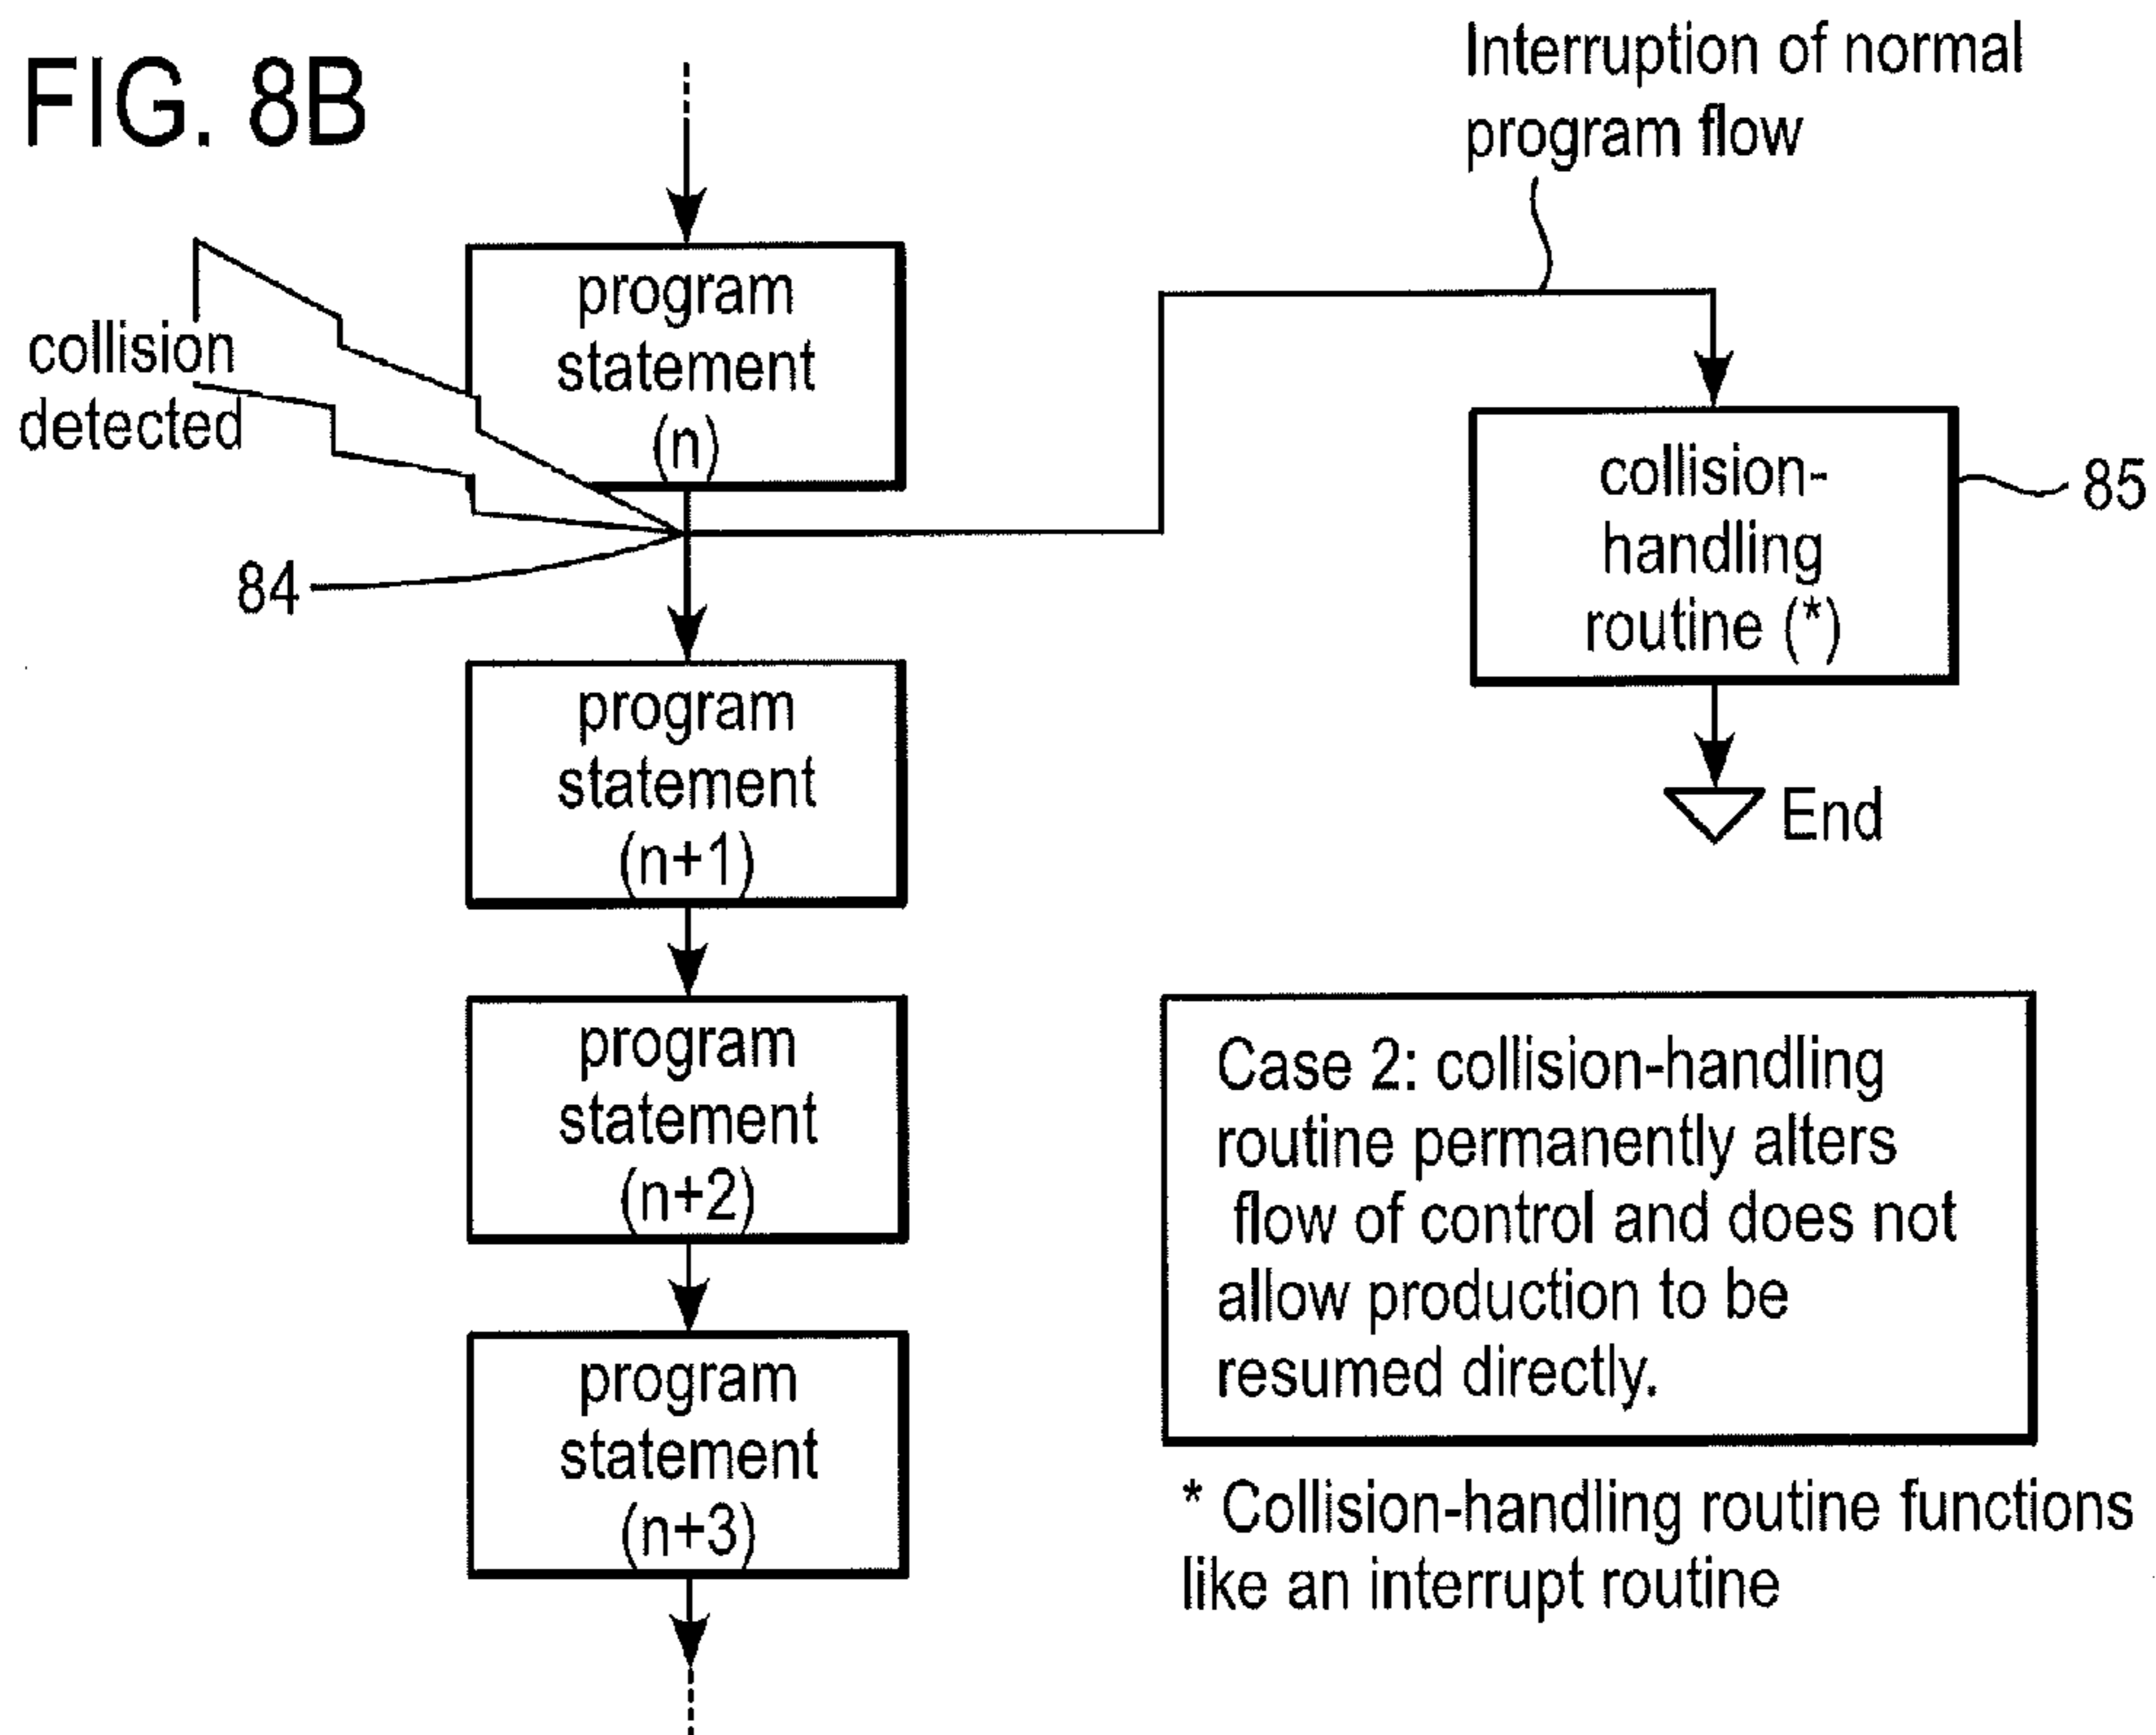 FIG. 8B
Interruption of normal
program flow
program
statement
(n)
collision
detected
84
collision-
handling
routine (*)
85
End
program
statement
(n+1)
program
statement
(n+2)
program
statement
(n+3)
Case 2: collision-handling
routine permanently alters
flow of control and does not
allow production to be
resumed directly.
* Collision-handling routine functions
like an interrupt routine